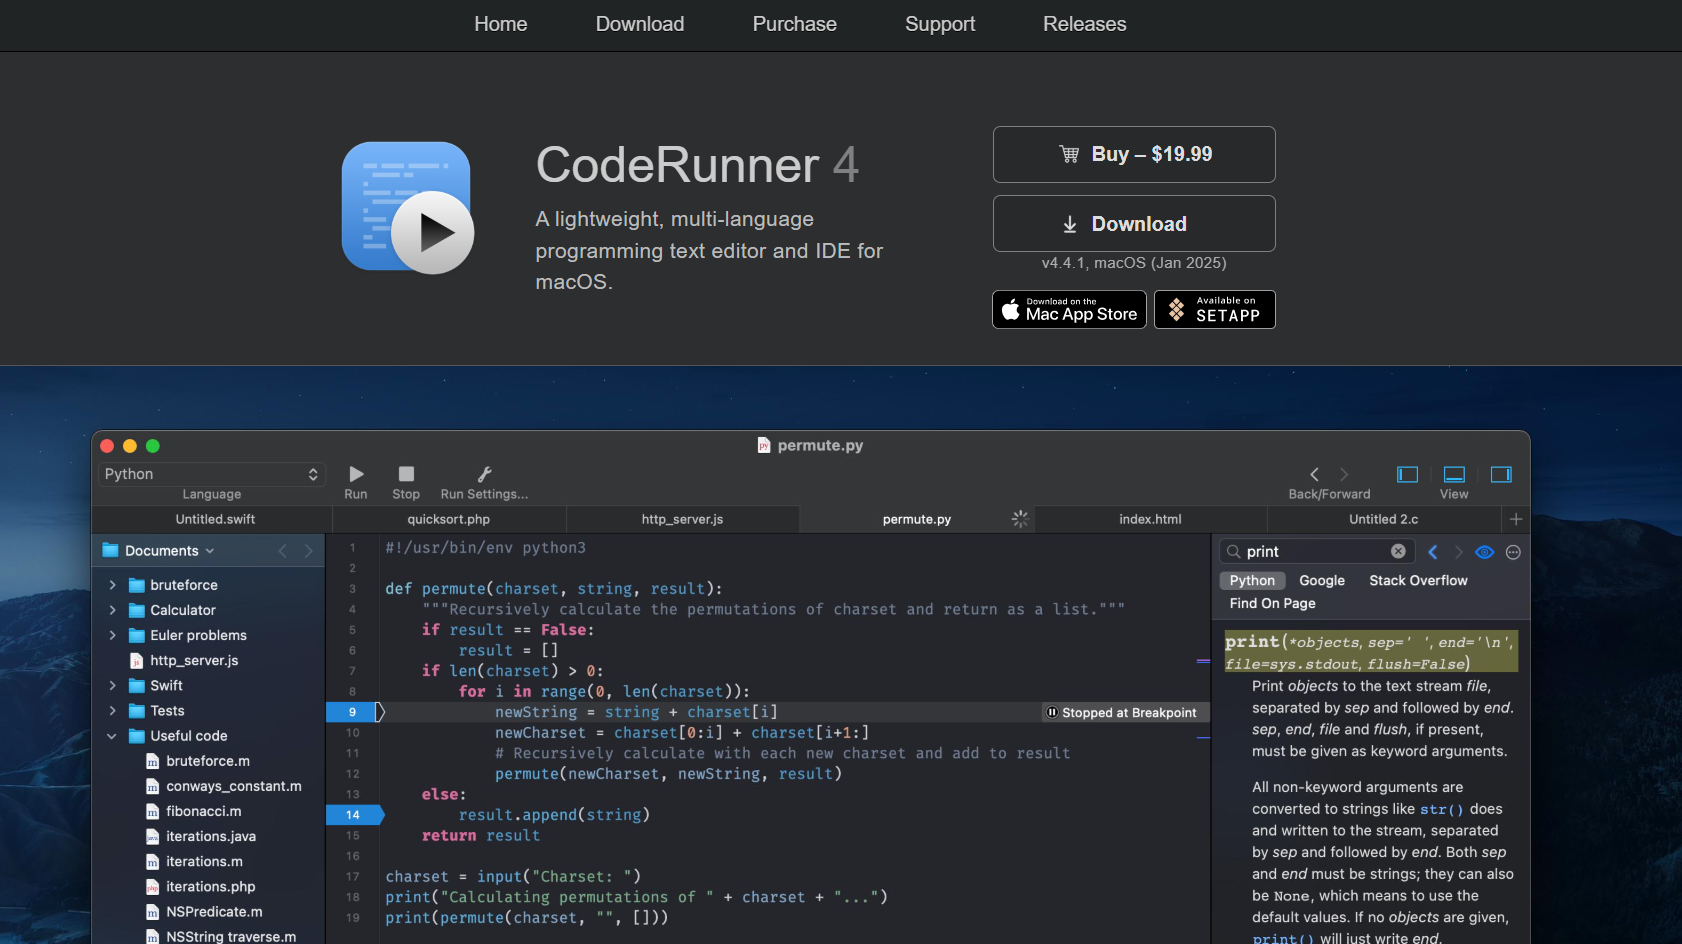 Home Download Purchase Support Releases
CodeRunner 4
A lightweight, multi-language
programming text editor and IDE for
macOS.
Buy – $19.99
Download
v4.4.1, macOS (Jan 2025)
Download on the
Mac App Store
Available on
SETAPP
py permute.py
Python
Language
Run Stop Run Settings... Back/Forward View
Untitled.swift quicksort.php http_server.js permute.py index.html Untitled 2.c
Documents
bruteforce
Calculator
Euler problems
http_server.js
Swift
Tests
Useful code
m bruteforce.m
m conways_constant.m
m fibonacci.m
iterations.java
m iterations.m
php iterations.php
m NSPredicate.m
m NSString traverse.m
1 #!/usr/bin/env python3
2
3 def permute(charset, string, result):
4 """Recursively calculate the permutations of charset and return as a list."""
5 if result == False:
6 result = []
7 if len(charset) > 0:
8 for i in range(0, len(charset)):
9 newString = string + charset[i] Stopped at Breakpoint
10 newCharset = charset[0:i] + charset[i+1:]
11 # Recursively calculate with each new charset and add to result
12 permute(newCharset, newString, result)
13 else:
14 result.append(string)
15 return result
16
17 charset = input("Charset: ")
18 print("Calculating permutations of " + charset + "...")
19 print(permute(charset, "", []))
print
Python Google Stack Overflow
Find On Page
print(*objects, sep=' ', end='\n',
file=sys.stdout, flush=False)
Print objects to the text stream file,
separated by sep and followed by end.
sep, end, file and flush, if present,
must be given as keyword arguments.
All non-keyword arguments are
converted to strings like str() does
and written to the stream, separated
by sep and followed by end. Both sep
and end must be strings; they can also
be None, which means to use the
default values. If no objects are given,
print() will just write end.